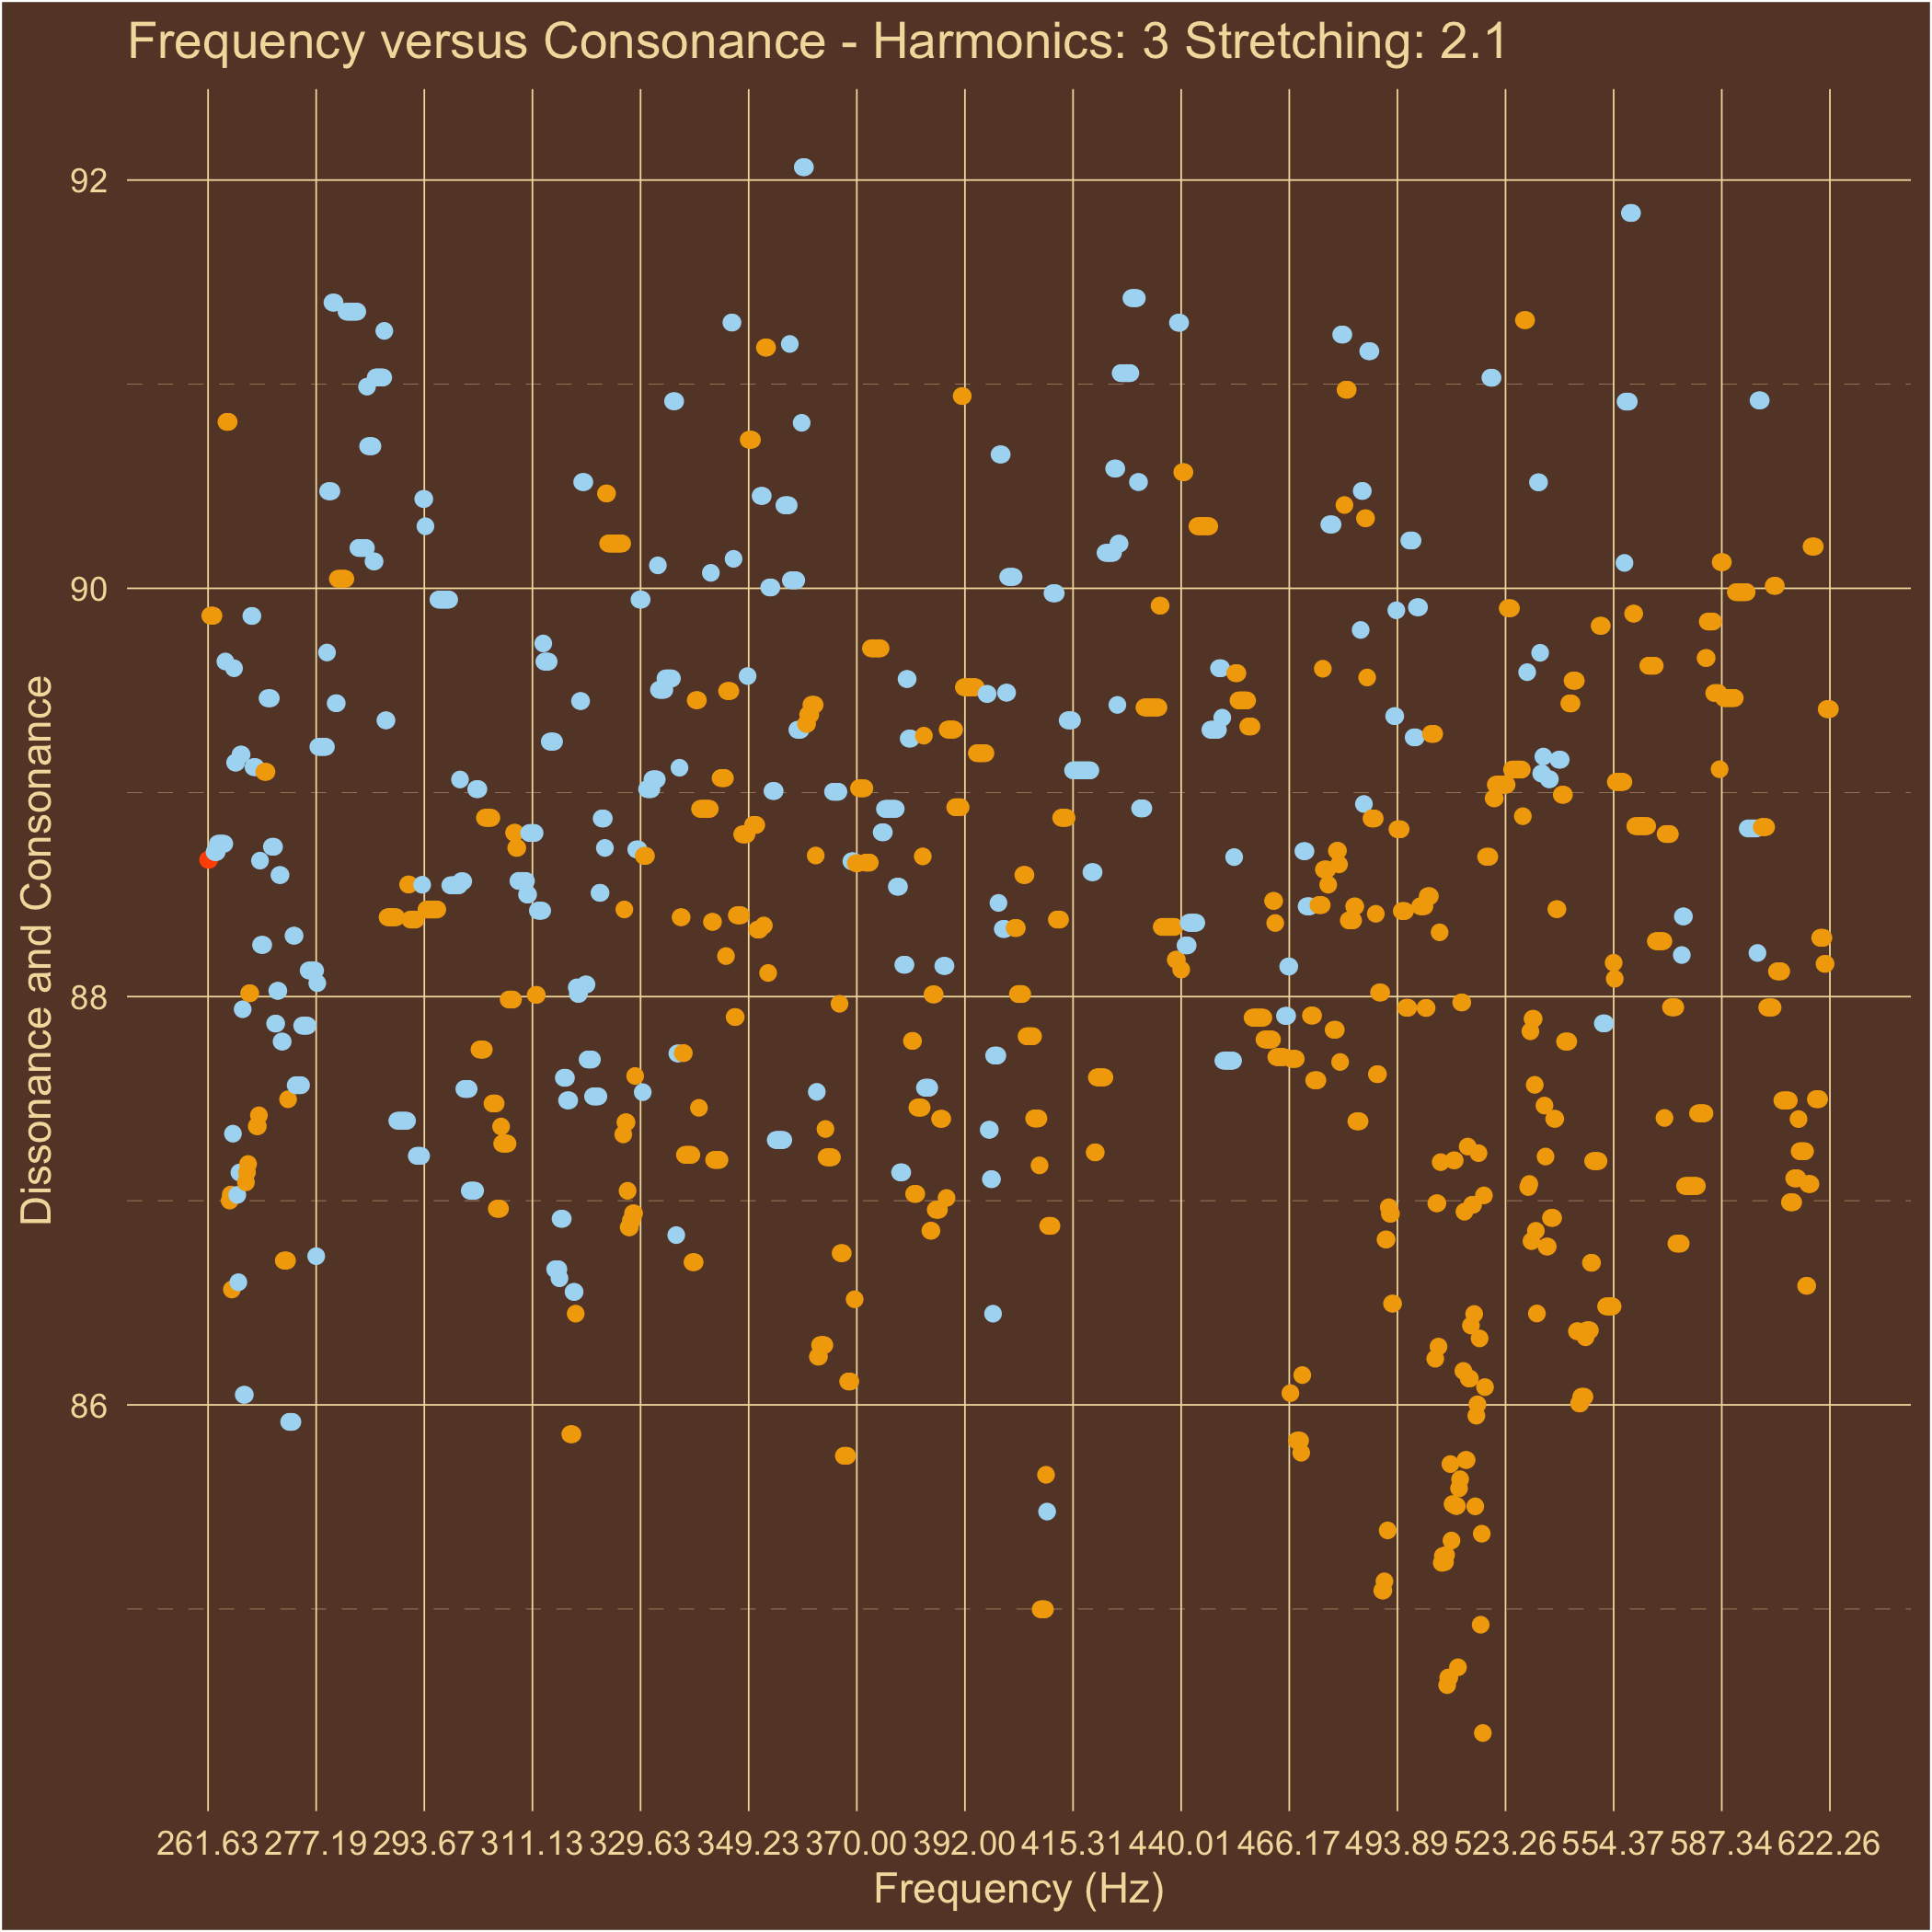 Frequency versus Consonance - Harmonics: 3 Stretching: 2.1
Dissonance and Consonance
92
90
88
86
261.63 277.19 293.67 311.13 329.63 349.23 370.00 392.00 415.31 440.01 466.17 493.89 523.26 554.37 587.34 622.26
Frequency (Hz)